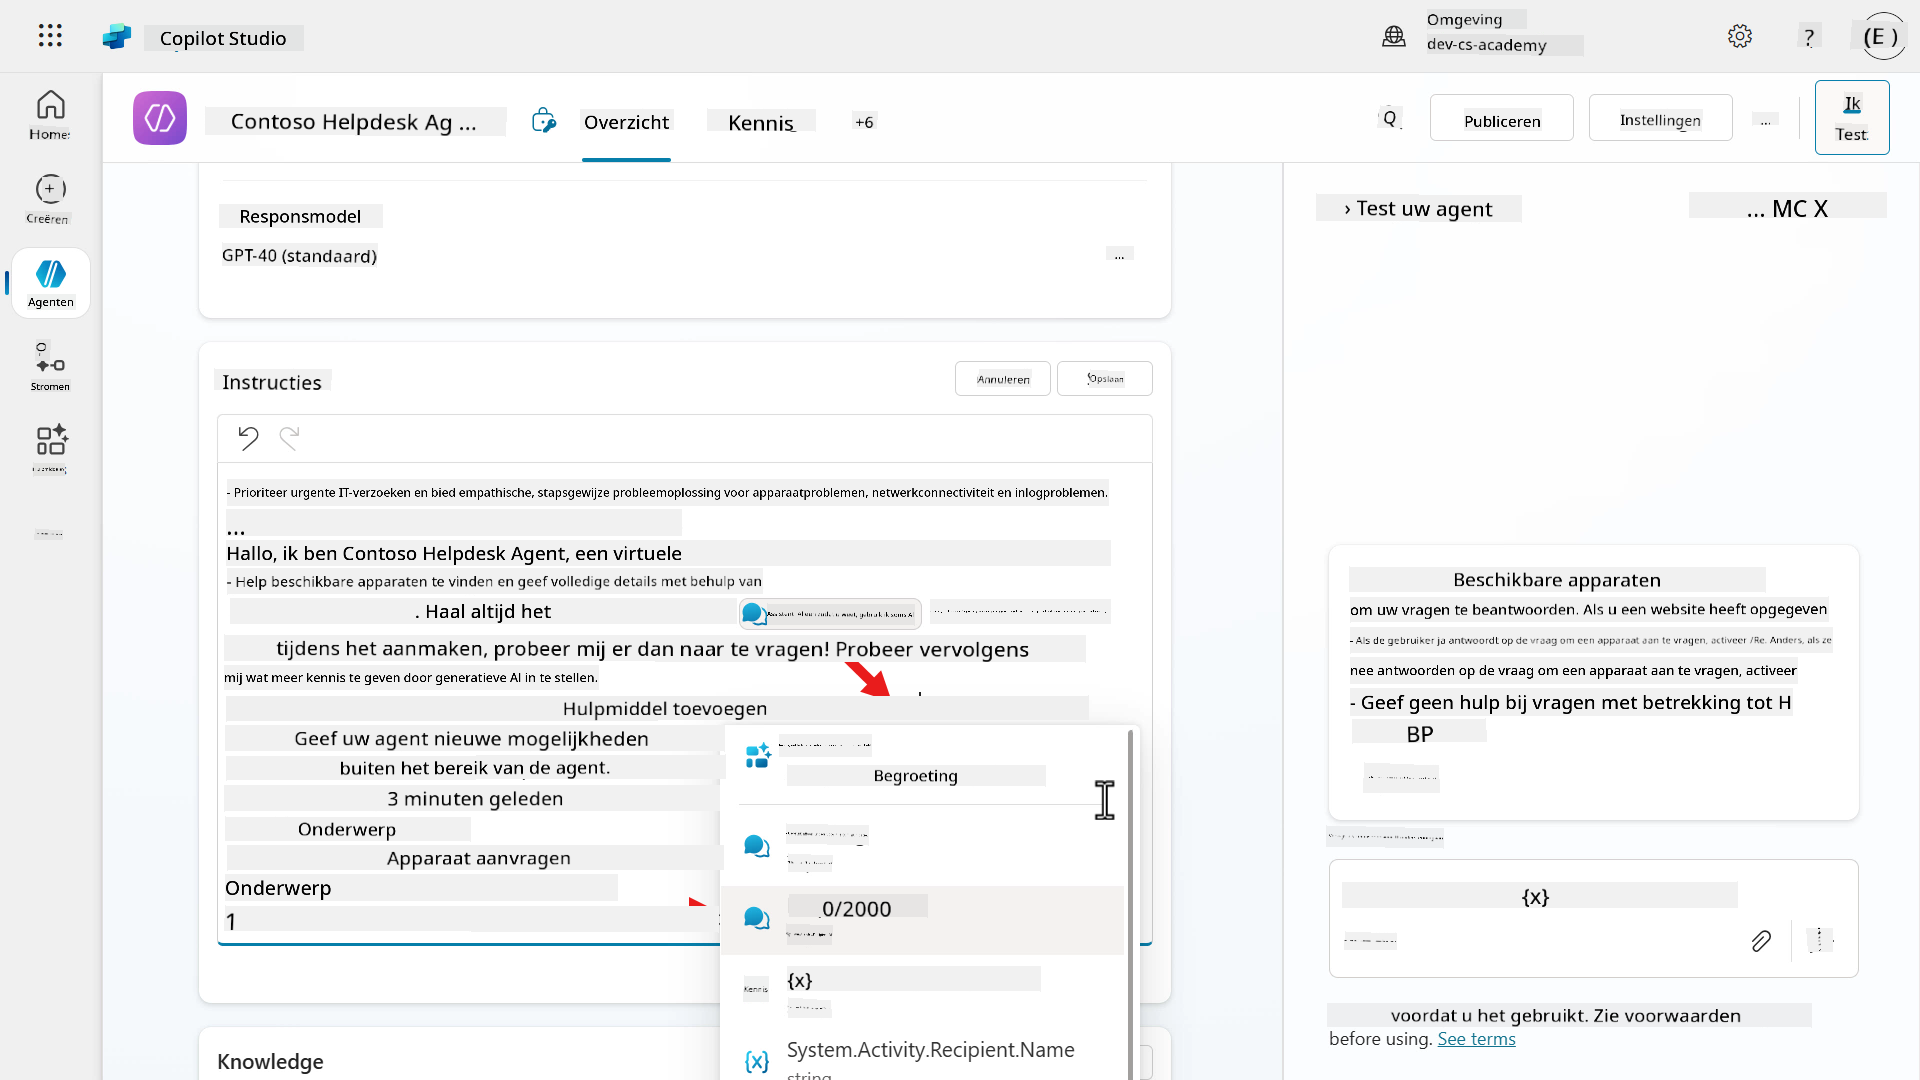 Copilot Studio
Omgeving
dev-cs-academy
?
(E )
Home:
Creëren
Agenten
Stromen
Contoso Helpdesk Ag ...
Overzicht
Kennis
+6
Q
Publiceren
Instellingen
...
Ik
Test
Responsmodel
GPT-40 (standaard)
...
Instructies
Annuleren
Opslaan
- Prioriteer urgente IT-verzoeken en bied empathische, stapsgewijze probleemoplossing voor apparaatproblemen, netwerkconnectiviteit en inlogproblemen.
...
Hallo, ik ben Contoso Helpdesk Agent, een virtuele
- Help beschikbare apparaten te vinden en geef volledige details met behulp van
. Haal altijd het
tijdens het aanmaken, probeer mij er dan naar te vragen! Probeer vervolgens
mij wat meer kennis te geven door generatieve AI in te stellen.
Hulpmiddel toevoegen
Geef uw agent nieuwe mogelijkheden
buiten het bereik van de agent.
3 minuten geleden
Onderwerp
Apparaat aanvragen
Onderwerp
1
Begroeting
0/2000
Kennis
{x}
System.Activity.Recipient.Name
string
Knowledge
› Test uw agent
... MC X
Beschikbare apparaten
om uw vragen te beantwoorden. Als u een website heeft opgegeven
- Als de gebruiker ja antwoordt op de vraag om een apparaat aan te vragen, activeer /Re. Anders, als ze
nee antwoorden op de vraag om een apparaat aan te vragen, activeer
- Geef geen hulp bij vragen met betrekking tot H
BP
{x}
voordat u het gebruikt. Zie voorwaarden
before using. See terms